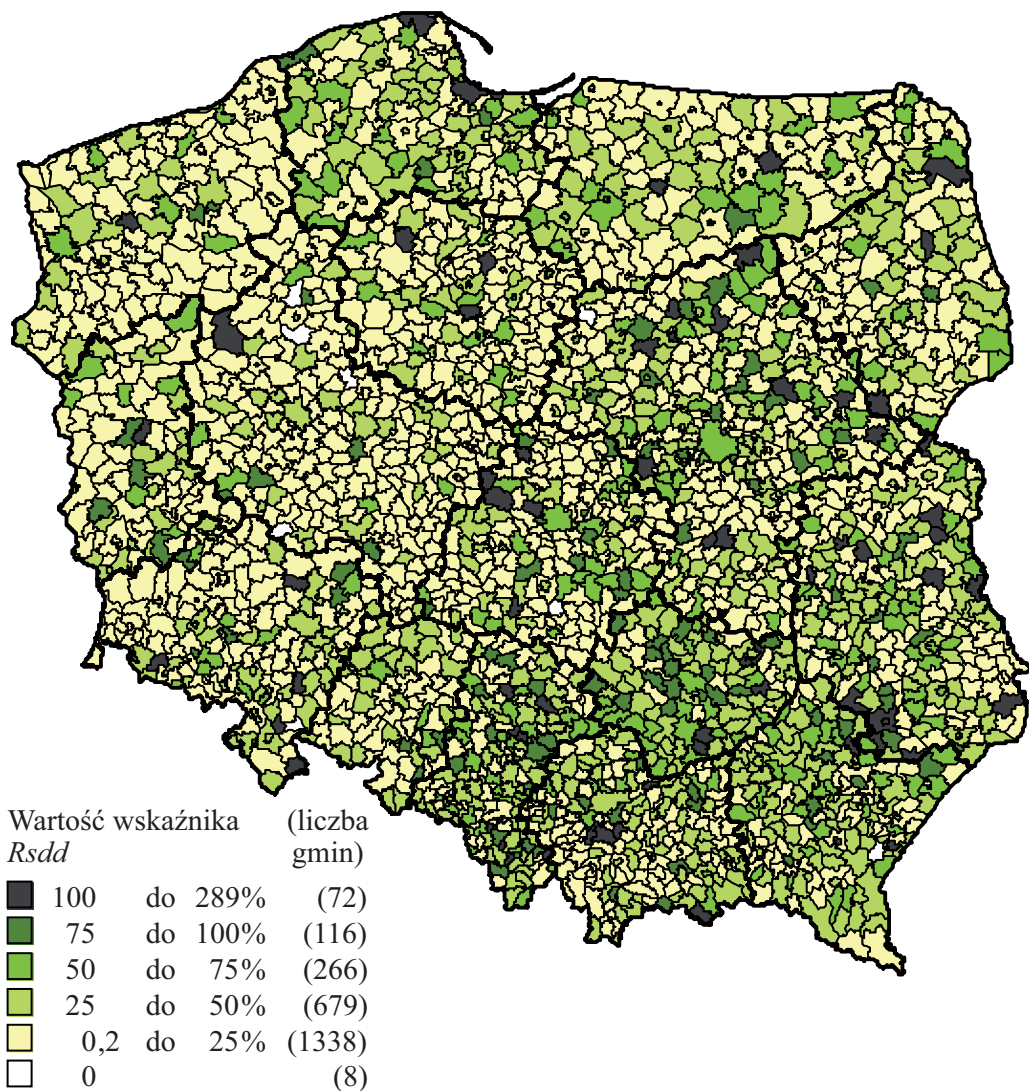 Wartość wskaźnika (liczba
Rsdd gmin)
100 do 289% (72)
75 do 100% (116)
50 do 75% (266)
25 do 50% (679)
0,2 do 25% (1338)
0 (8)